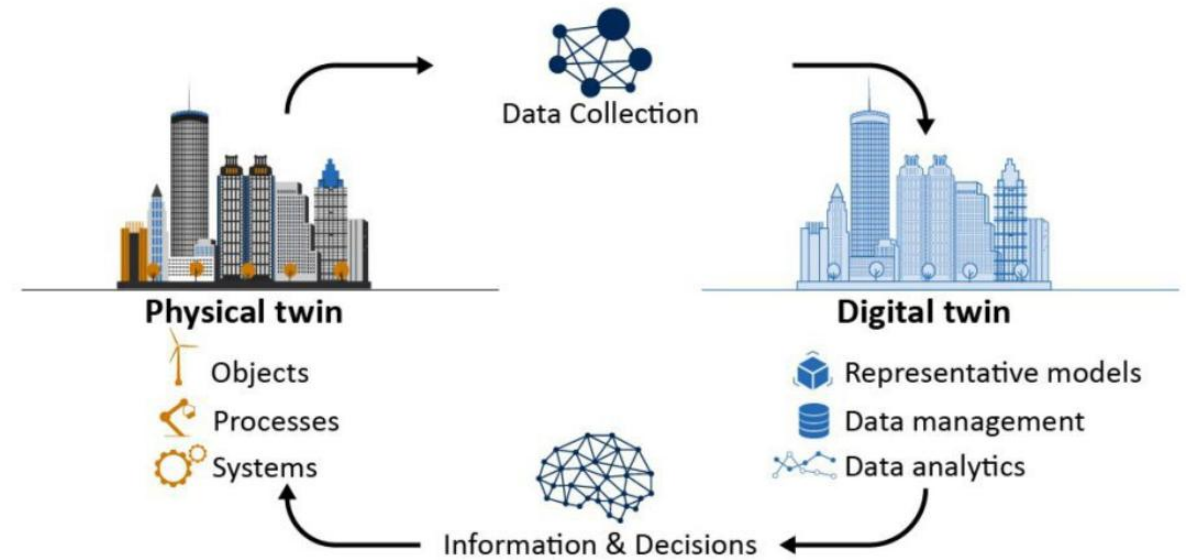 Data Collection
Physical twin
Objects
Processes
Systems
Digital twin
Representative models
Data management
Data analytics
Information & Decisions